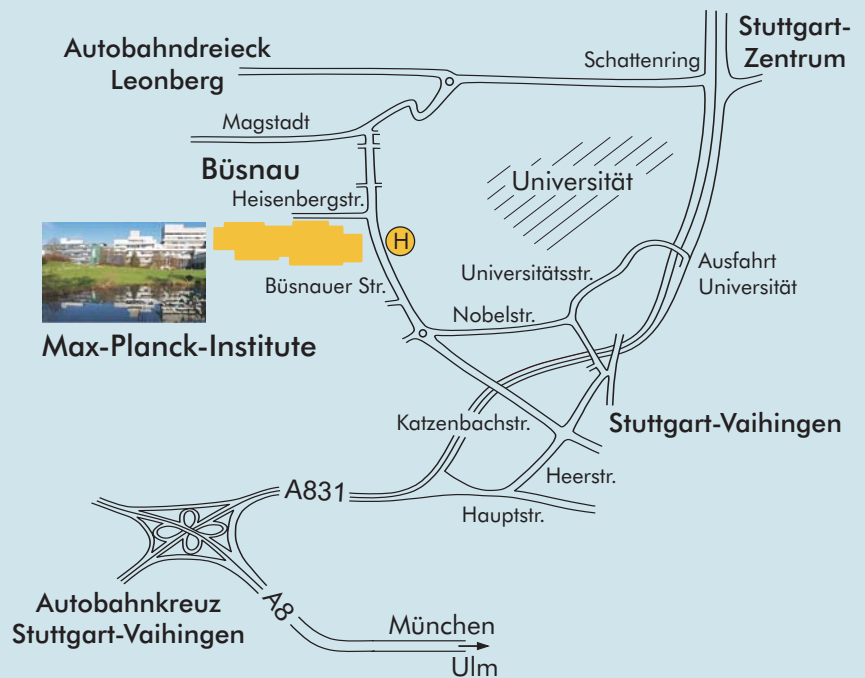 Stuttgart-
Zentrum
Autobahndreieck
Leonberg
Schattenring
Magstadt
Büsnau
Universität
Heisenbergstr.
H
Universitätsstr.
Ausfahrt
Universität
Büsnauer Str.
Nobelstr.
Max-Planck-Institute
Katzenbachstr.
Stuttgart-Vaihingen
Heerstr.
A831
Hauptstr.
Autobahnkreuz
Stuttgart-Vaihingen
A8
München
Ulm